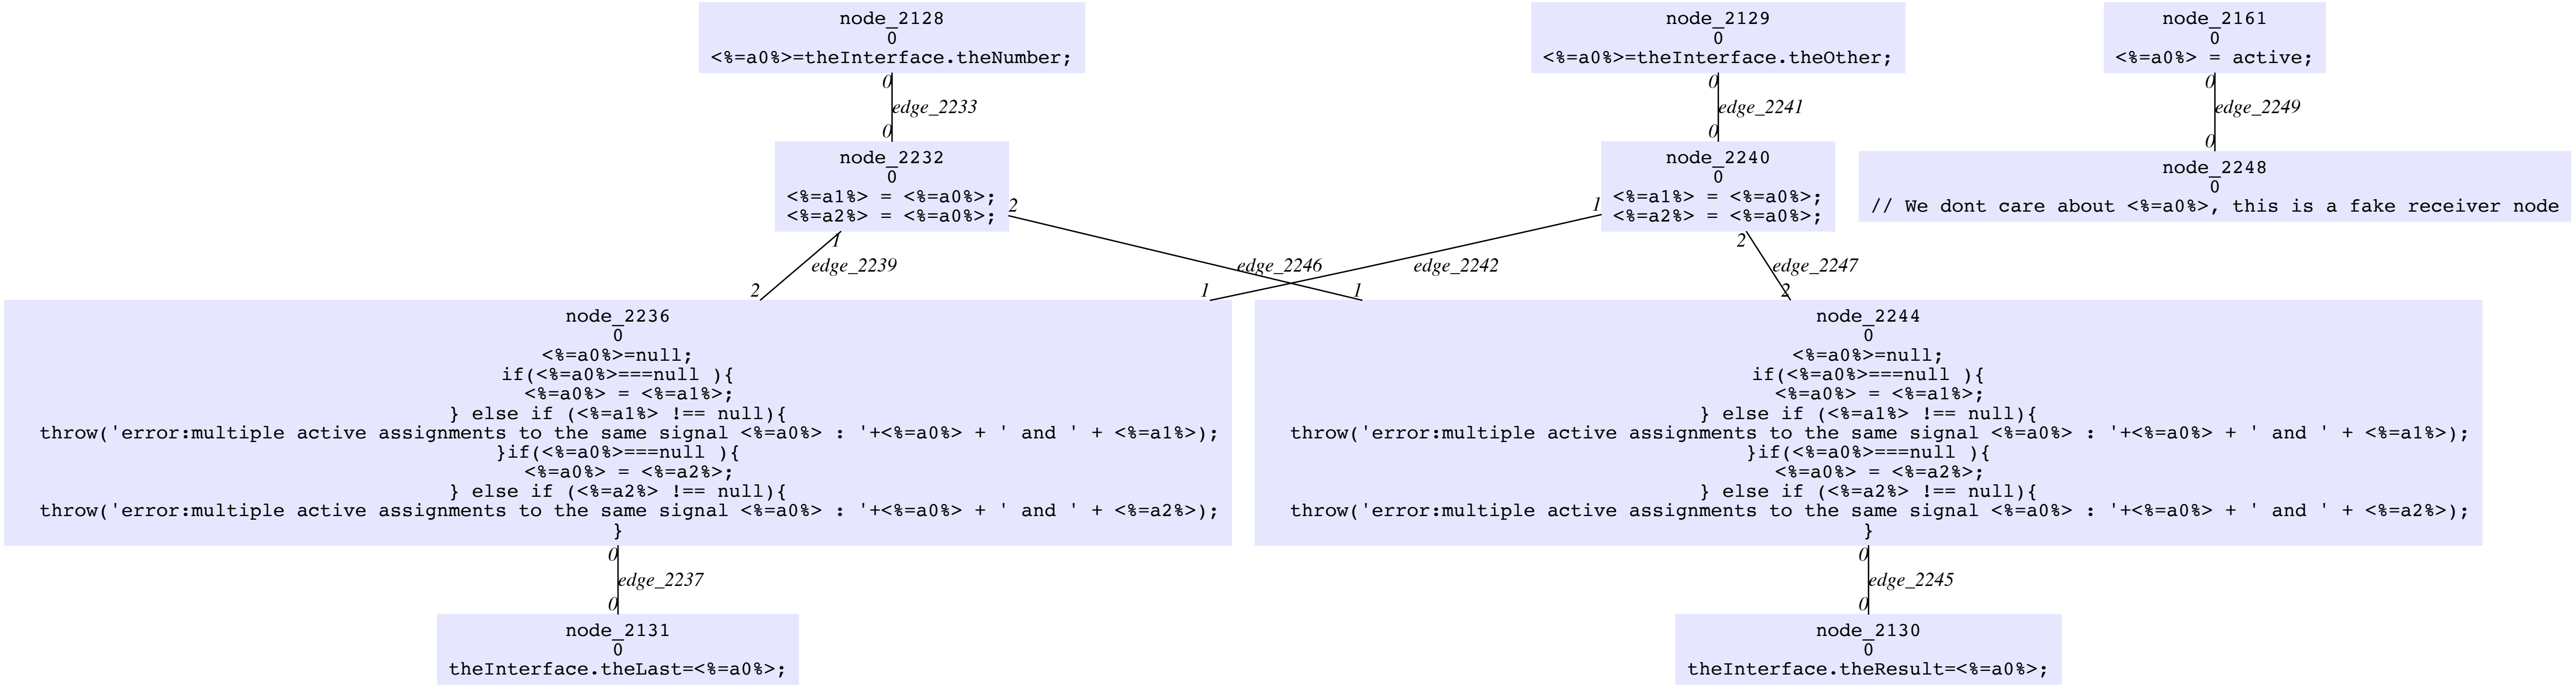 node_2128
0
<%=a0%>=theInterface.theNumber;
node_2129
0
<%=a0%>=theInterface.theOther;
node_2161
0
<%=a0%> = active;
0
edge_2233
0
0
edge_2241
0
0
edge_2249
0
node_2232
0
<%=a1%> = <%=a0%>;
<%=a2%> = <%=a0%>;
node_2240
0
<%=a1%> = <%=a0%>;
<%=a2%> = <%=a0%>;
node_2248
0
// We dont care about <%=a0%>, this is a fake receiver node
1
edge_2239
2
2
edge_2246
1
1
edge_2242
1
2
edge_2247
2
node_2236
0
<%=a0%>=null;
if(<%=a0%>===null ){
<%=a0%> = <%=a1%>;
} else if (<%=a1%> !== null){
throw('error:multiple active assignments to the same signal <%=a0%> : '+<%=a0%> + ' and ' + <%=a1%>);
}if(<%=a0%>===null ){
<%=a0%> = <%=a2%>;
} else if (<%=a2%> !== null){
throw('error:multiple active assignments to the same signal <%=a0%> : '+<%=a0%> + ' and ' + <%=a2%>);
}
node_2244
0
<%=a0%>=null;
if(<%=a0%>===null ){
<%=a0%> = <%=a1%>;
} else if (<%=a1%> !== null){
throw('error:multiple active assignments to the same signal <%=a0%> : '+<%=a0%> + ' and ' + <%=a1%>);
}if(<%=a0%>===null ){
<%=a0%> = <%=a2%>;
} else if (<%=a2%> !== null){
throw('error:multiple active assignments to the same signal <%=a0%> : '+<%=a0%> + ' and ' + <%=a2%>);
}
0
edge_2237
0
0
edge_2245
0
node_2131
0
theInterface.theLast=<%=a0%>;
node_2130
0
theInterface.theResult=<%=a0%>;